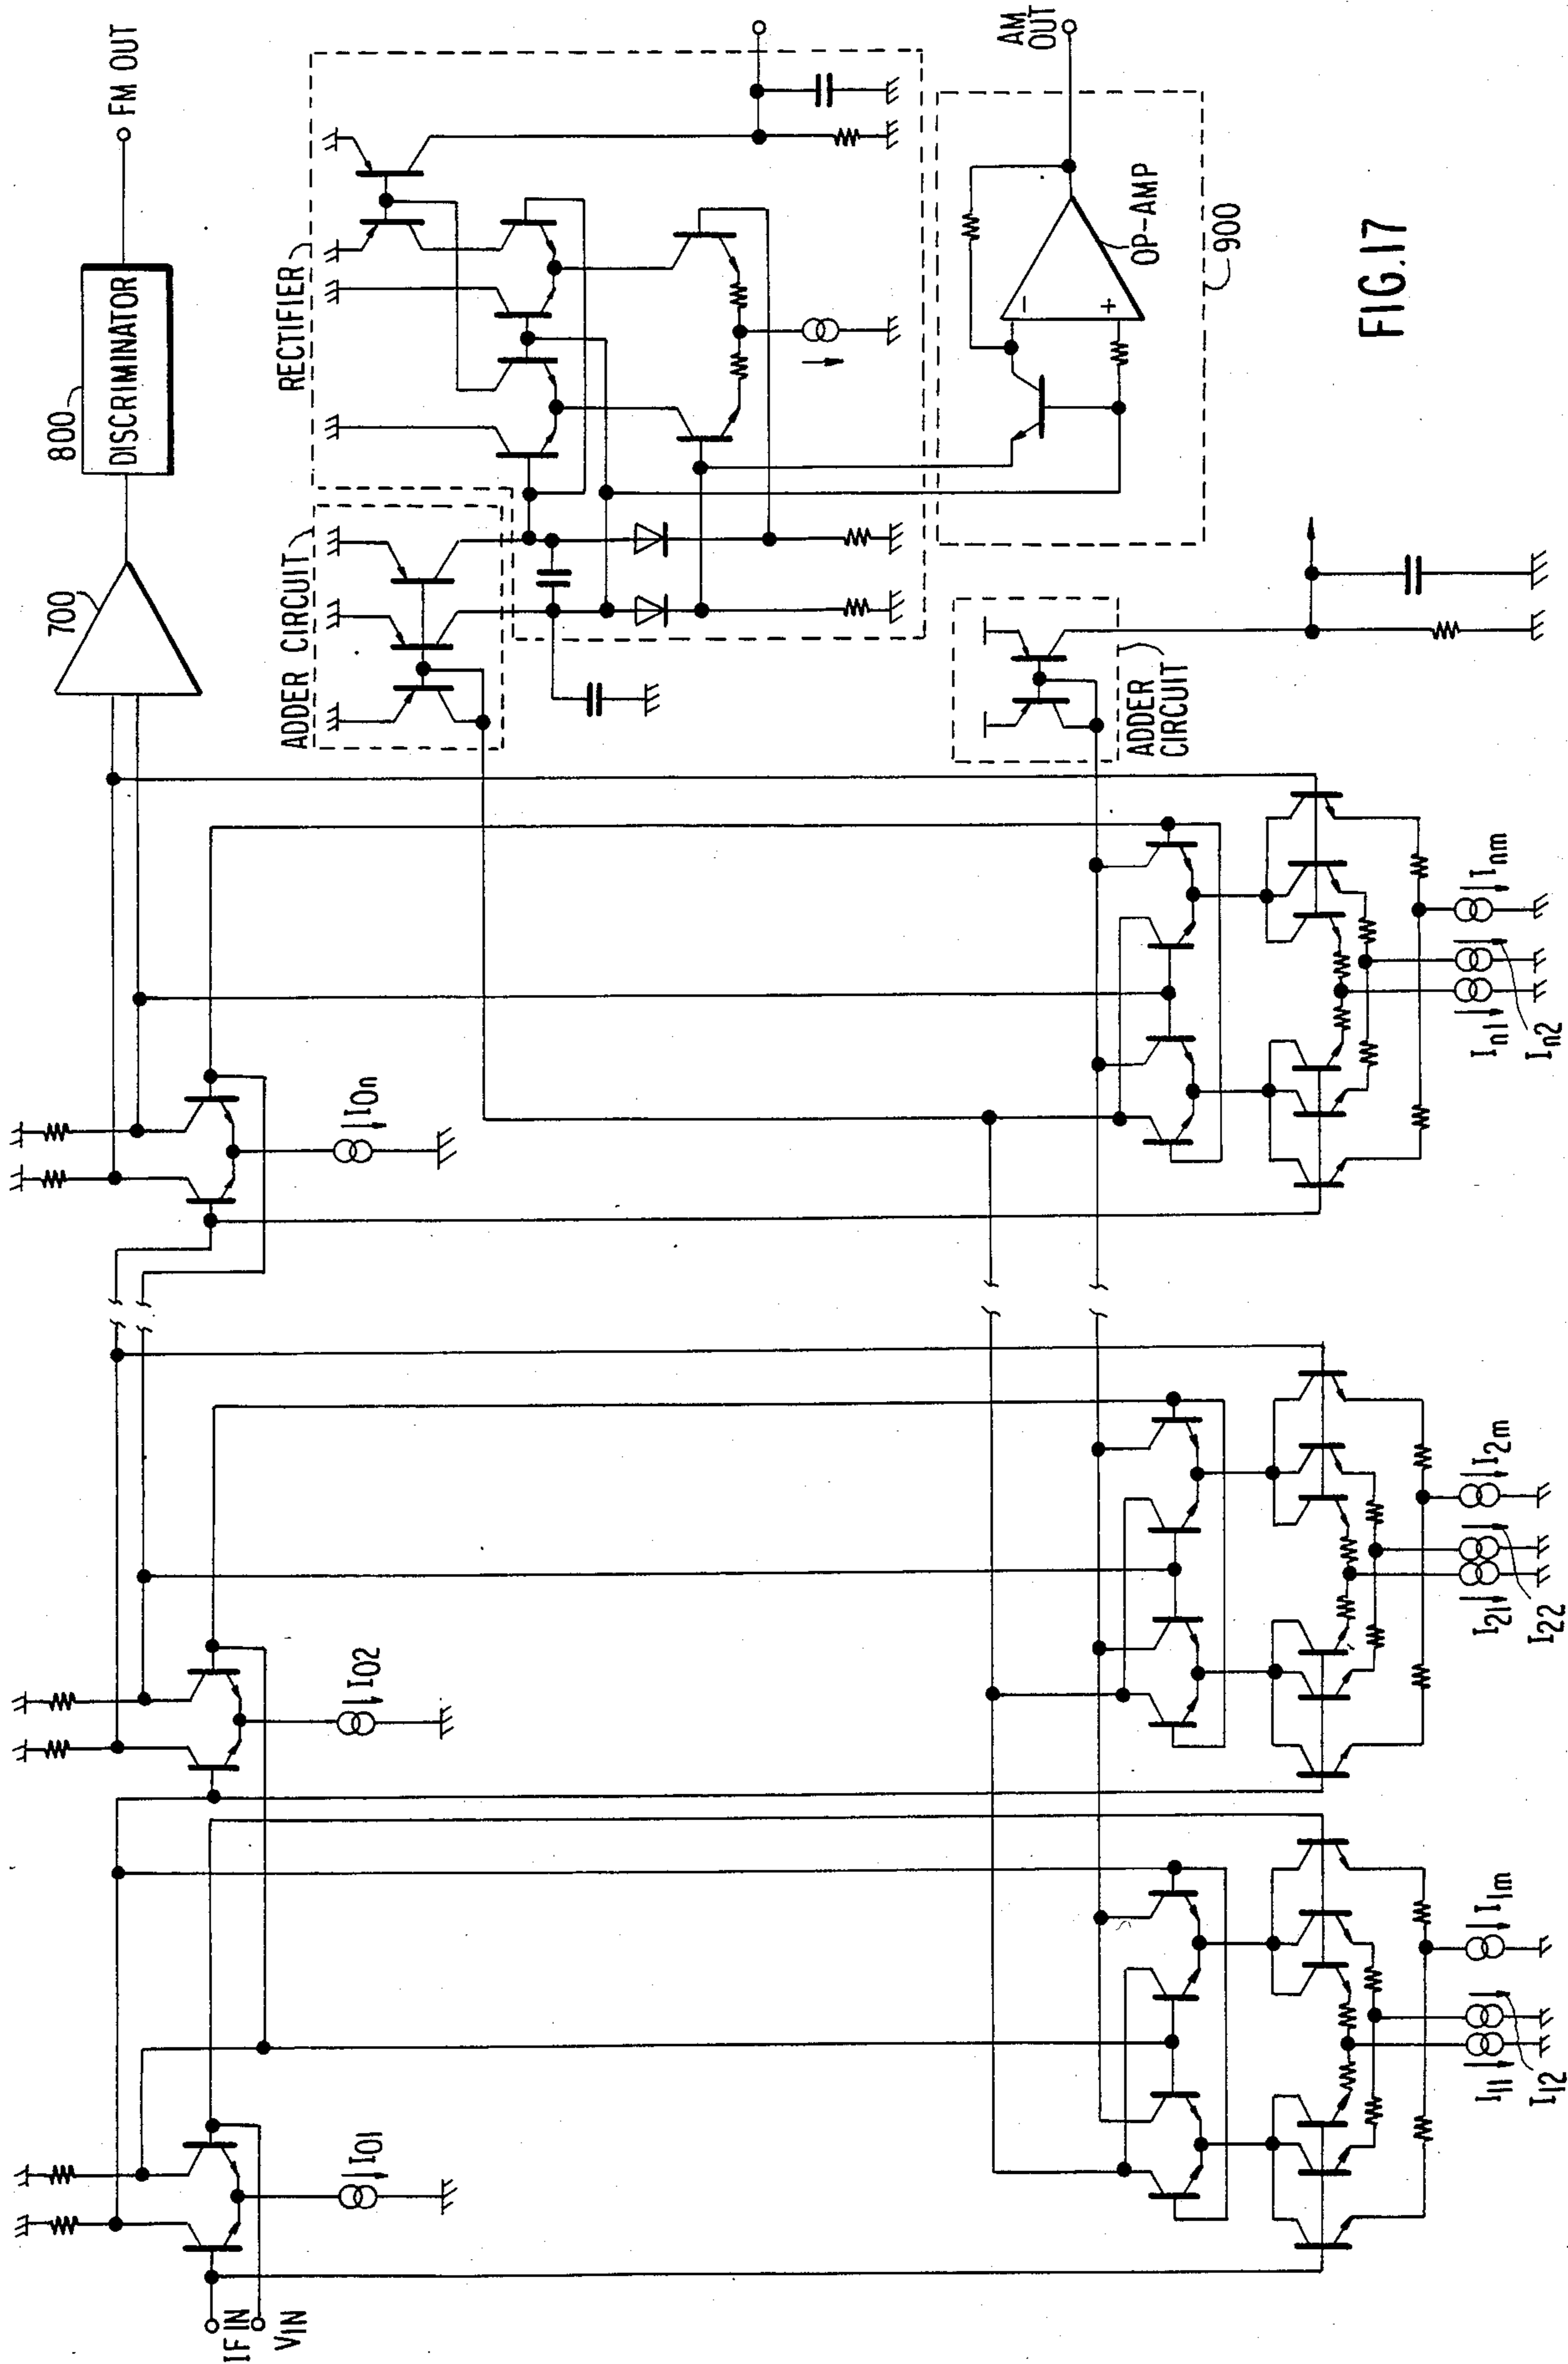 700
800
DISCRIMINATOR
FM OUT
ADDER CIRCUIT
RECTIFIER
AM
OUT
OP-AMP
900
ADDER
CIRCUIT
IF IN
VIN
I01
I02
I0n
I11
I12
I1m
I21
I22
I2m
In1
In2
Inm
−
+
FIG.17